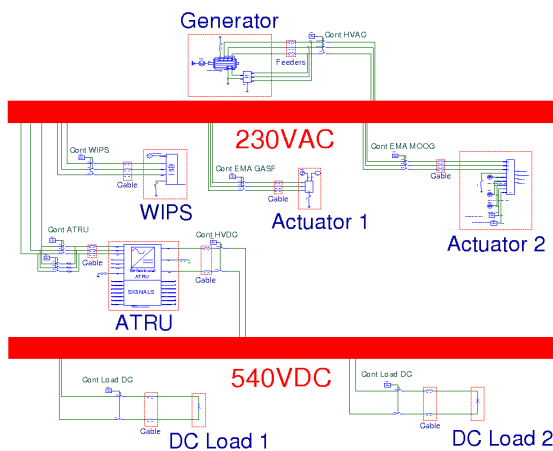 Generator
Cont HVAC
Feeders
230VAC
Cont WIPS
Cable
WIPS
Cont EMA GASF
Cable
Actuator 1
Cont EMA MOOG
Cable
Actuator 2
Cont ATRU
Cable
ATRU
SIGNALS
ATRU
Cont HVDC
Cable
540VDC
Cont Load DC
Cable
DC Load 1
Cont Load DC
Cable
DC Load 2